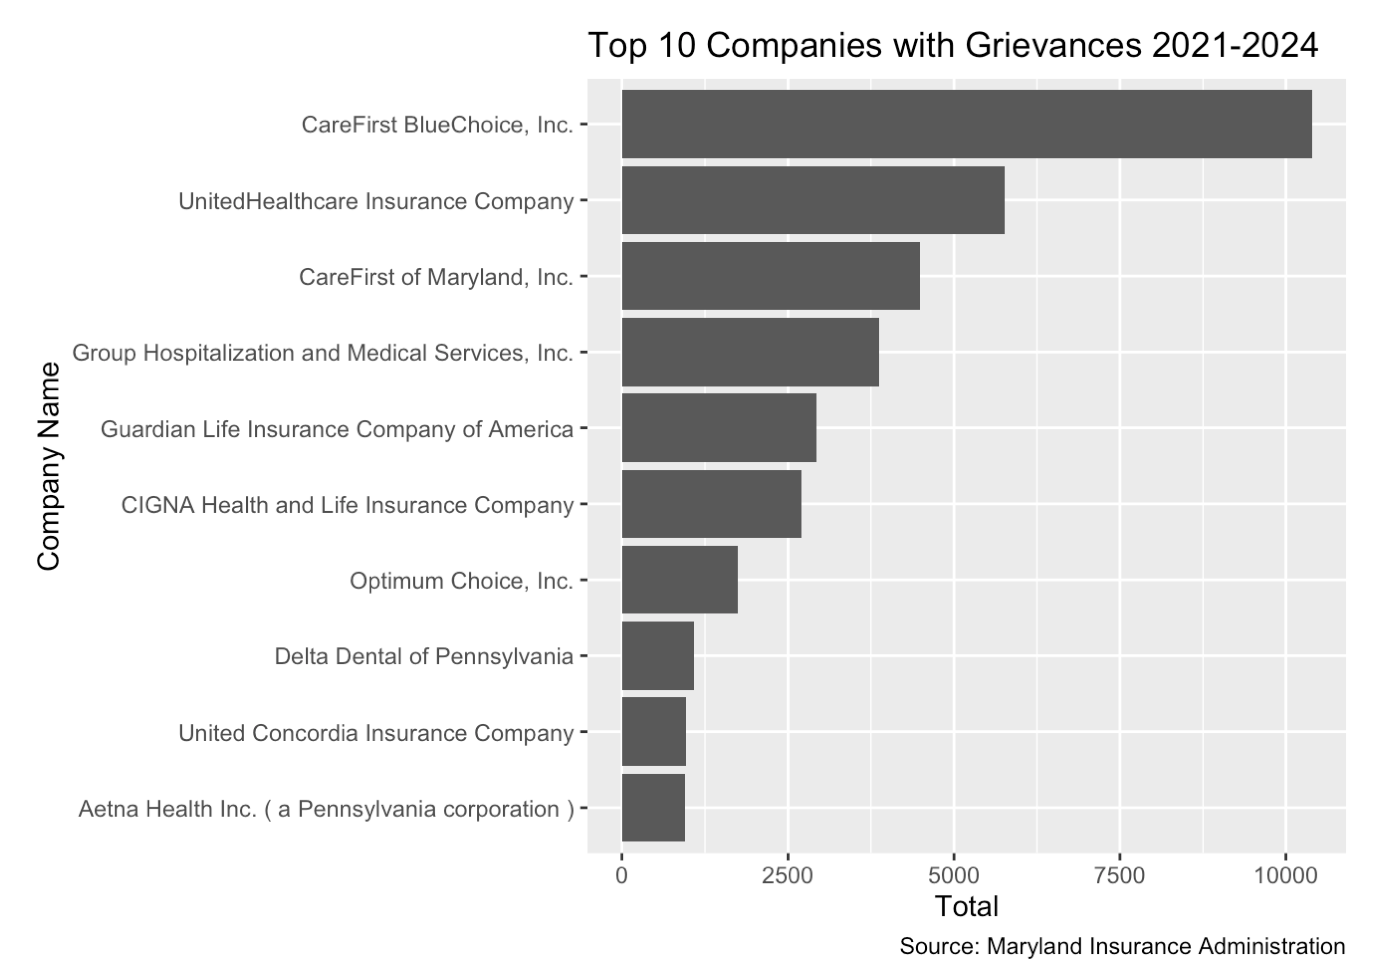 Top 10 Companies with Grievances 2021-2024
Company Name
CareFirst BlueChoice, Inc.
UnitedHealthcare Insurance Company
CareFirst of Maryland, Inc.
Group Hospitalization and Medical Services, Inc.
Guardian Life Insurance Company of America
CIGNA Health and Life Insurance Company
Optimum Choice, Inc.
Delta Dental of Pennsylvania
United Concordia Insurance Company
Aetna Health Inc. ( a Pennsylvania corporation )
0 2500 5000 7500 10000
Total
Source: Maryland Insurance Administration